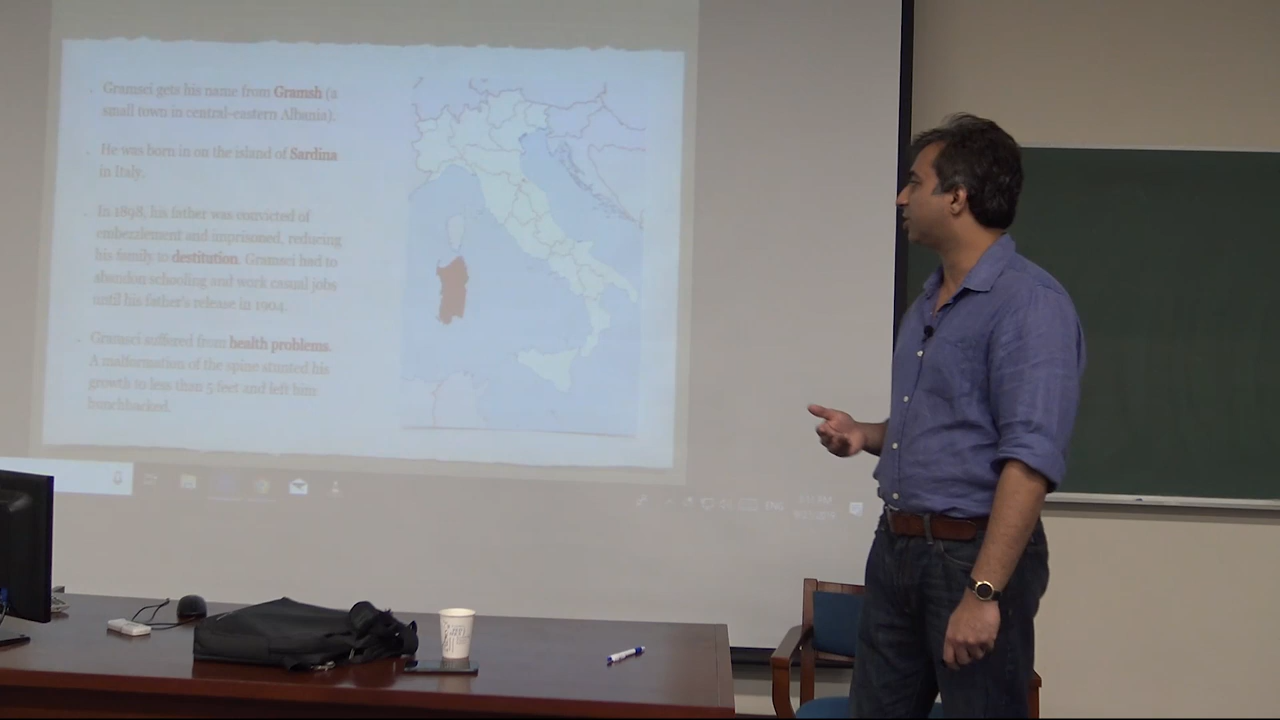 Gramsci gets his name from Gramsh (a
small town in central-eastern Albania).
He was born in on the island of Sardina
in Italy.
In 1898, his father was convicted of
embezzlement and imprisoned, reducing
his family to destitution. Gramsci had to
abandon schooling and work casual jobs
until his father's release in 1904.
Gramsci suffered from health problems.
A malformation of the spine stunted his
growth to less than 5 feet and left him
hunchbacked.
ENG